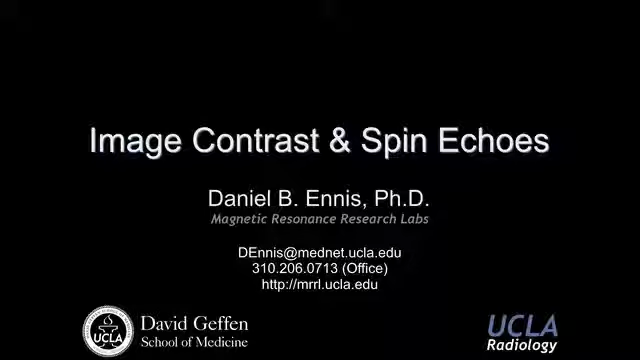 Image Contrast & Spin Echoes
Daniel B. Ennis, Ph.D.
Magnetic Resonance Research Labs
DEnnis@mednet.ucla.edu
310.206.0713 (Office)
http://mrrl.ucla.edu
UCLA
David Geffen
School of Medicine
UCLA
Radiology